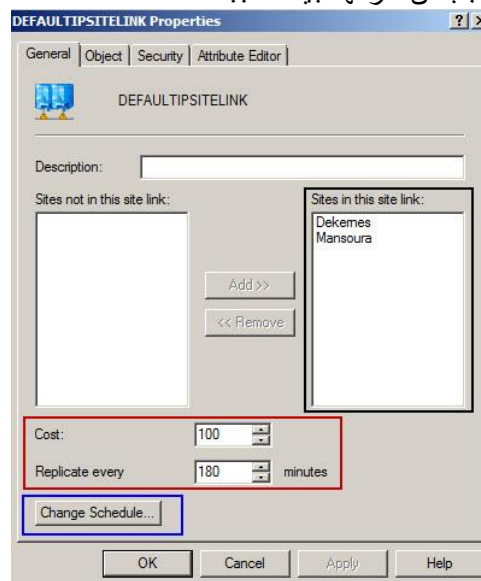 DEFAULTIPSITELINK Properties
General Object Security Attribute Editor
DEFAULTIPSITELINK
Description:
Sites not in this site link:
Sites in this site link:
Dekernes
Mansoura
Add >>
<< Remove
Cost: 100
Replicate every 180 minutes
Change Schedule...
OK Cancel Apply Help